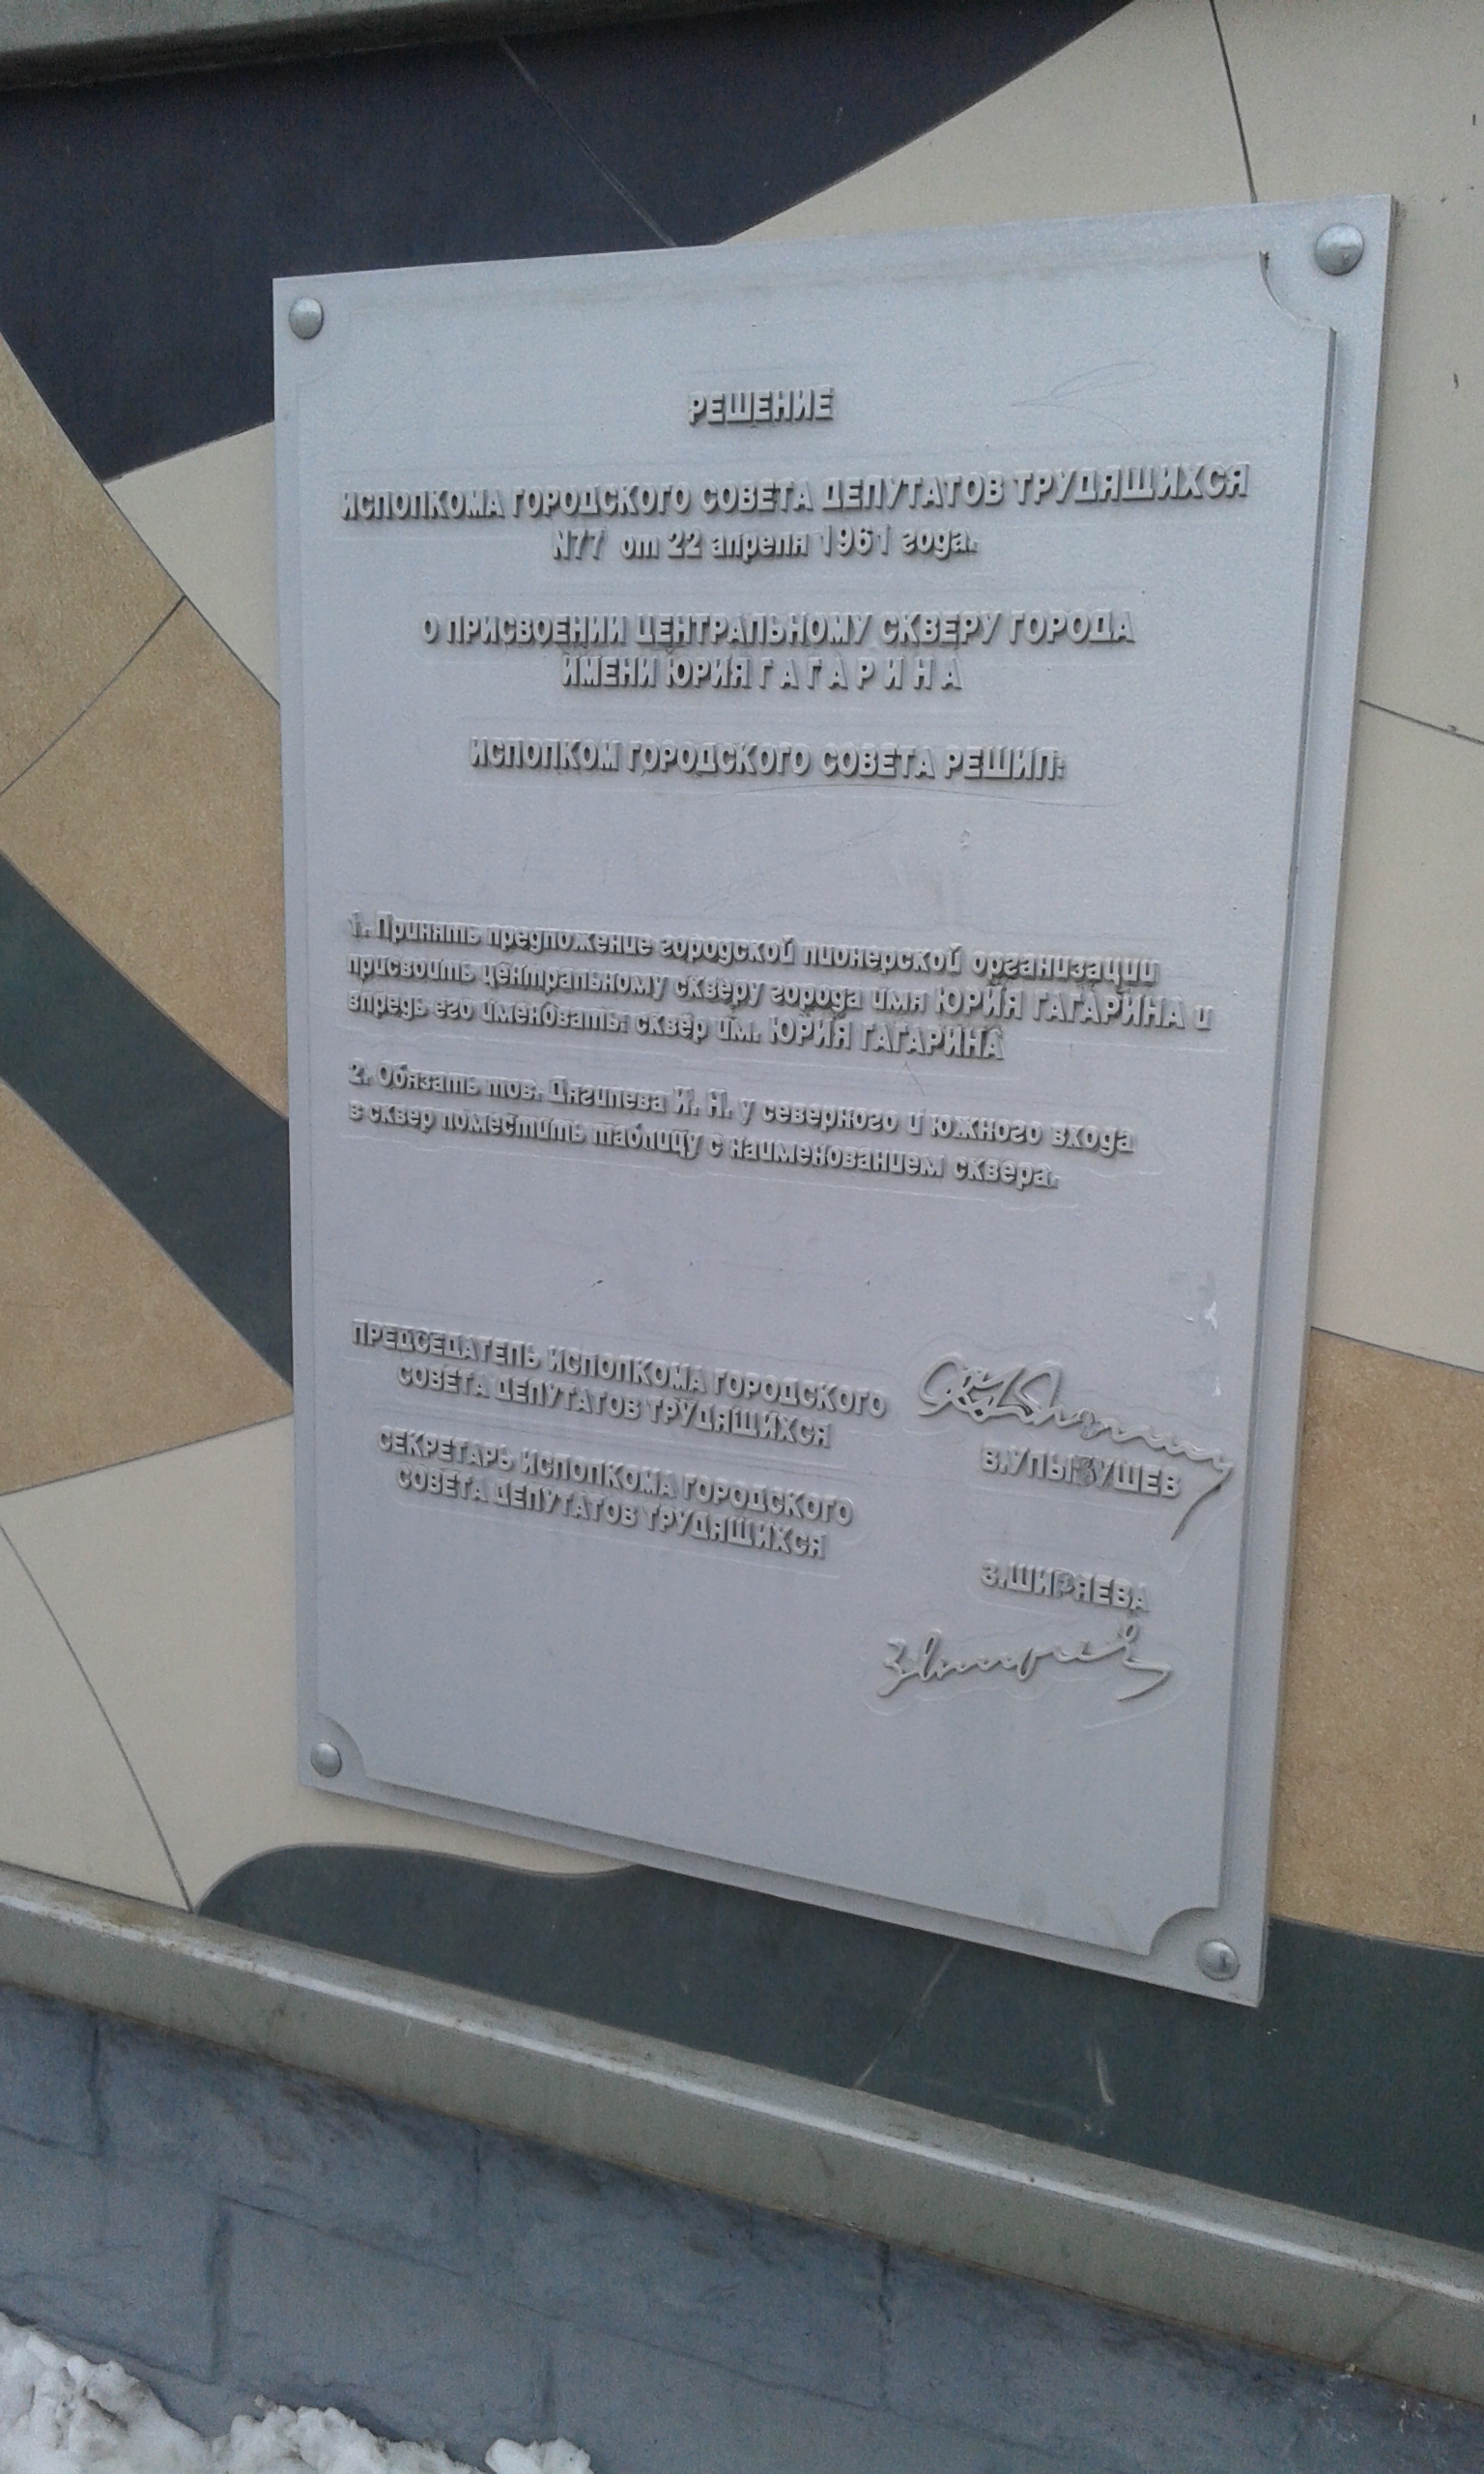 РЕШЕНИЕ
ИСПОЛКОМА ГОРОДСКОГО СОВЕТА ДЕПУТАТОВ ТРУДЯЩИХСЯ
N77 от 22 апреля 1961 года.
О ПРИСВОЕНИИ ЦЕНТРАЛЬНОМУ СКВЕРУ ГОРОДА
ИМЕНИ ЮРИЯ ГАГАРИНА
ИСПОЛКОМ ГОРОДСКОГО СОВЕТА РЕШИЛ:
1. Принять предложение городской пионерской организации
присвоить центральному скверу города имя ЮРИЯ ГАГАРИНА и
впредь его именовать: сквер им. ЮРИЯ ГАГАРИНА
2. Обязать тов. Дягилева И. Н. у северного и южного входа
в сквер поместить таблицу с наименованием сквера.
ПРЕДСЕДАТЕЛЬ ИСПОЛКОМА ГОРОДСКОГО
СОВЕТА ДЕПУТАТОВ ТРУДЯЩИХСЯ
В.УЛЫБУШЕВ
СЕКРЕТАРЬ ИСПОЛКОМА ГОРОДСКОГО
СОВЕТА ДЕПУТАТОВ ТРУДЯЩИХСЯ
З.ШИРЯЕВА